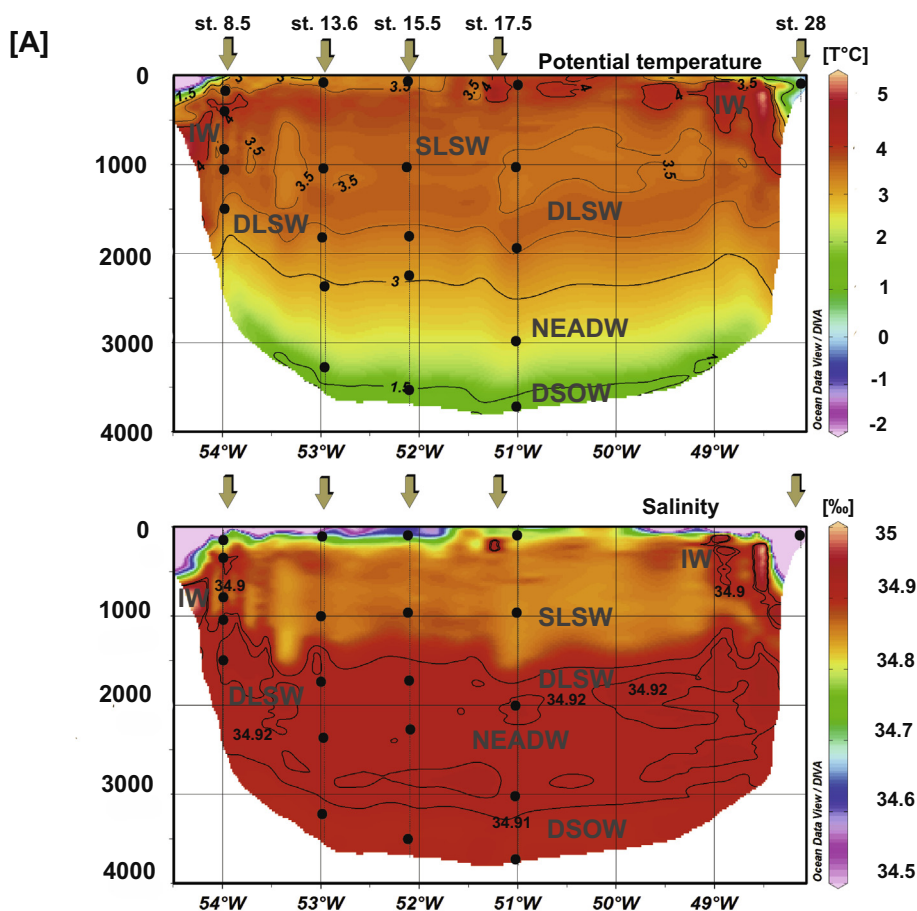 [A]
st. 8.5 st. 13.6 st. 15.5 st. 17.5 st. 28
Potential temperature [T°C]
0
1000
2000
3000
4000
1.5 3 3 3.5 3.5 4 4 4 3.5
IW IW
4 3.5 3.5 3.5 3.5 4
SLSW
DLSW DLSW
3
NEADW
1.5 1.
DSOW
54°W 53°W 52°W 51°W 50°W 49°W
5
4
3
2
1
0
-1
-2
Ocean Data View / DIVA
Salinity [‰]
0
1000
2000
3000
4000
IW IW
34.9 34.9
SLSW
DLSW DLSW
34.92 34.92 34.92
NEADW
34.91
DSOW
54°W 53°W 52°W 51°W 50°W 49°W
35
34.9
34.8
34.7
34.6
34.5
Ocean Data View / DIVA